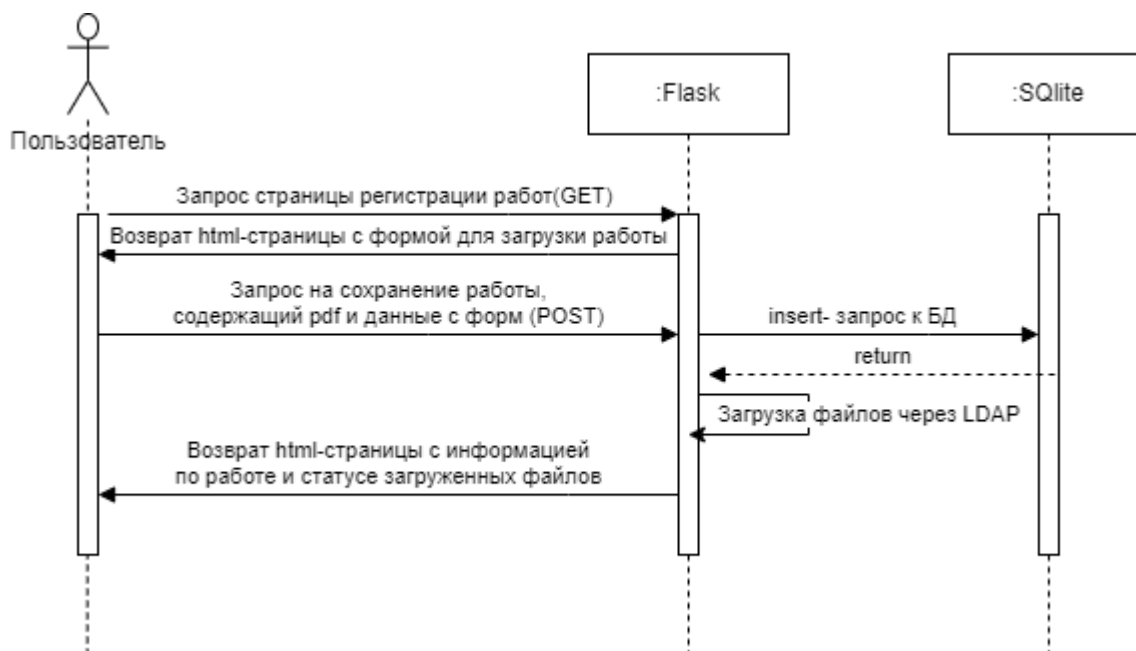 :Flask
:SQlite
Пользователь
Запрос страницы регистрации работ(GET)
Возврат html-страницы с формой для загрузки работы
Запрос на сохранение работы,
содержащий pdf и данные с форм (POST)
insert- запрос к БД
return
Загрузка файлов через LDAP
Возврат html-страницы с информацией
по работе и статусе загруженных файлов